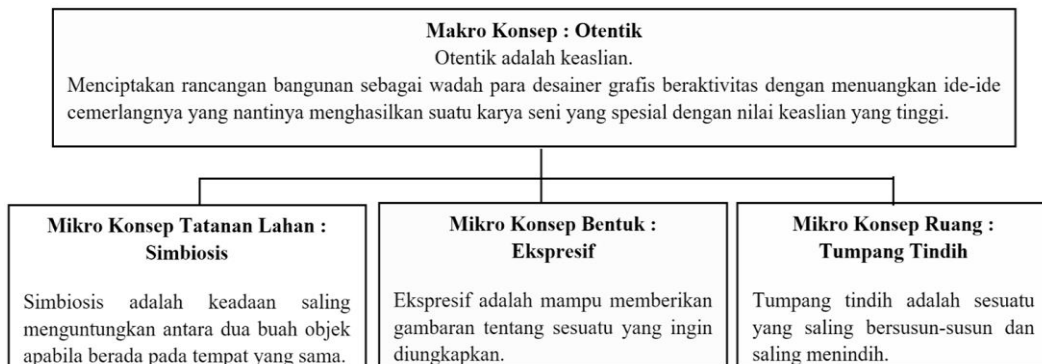 Makro Konsep : Otentik
Otentik adalah keaslian.
Menciptakan rancangan bangunan sebagai wadah para desainer grafis beraktivitas dengan menuangkan ide-ide
cemerlangnya yang nantinya menghasilkan suatu karya seni yang spesial dengan nilai keaslian yang tinggi.
Mikro Konsep Tatanan Lahan :
Simbiosis
Simbiosis adalah keadaan saling
menguntungkan antara dua buah objek
apabila berada pada tempat yang sama.
Mikro Konsep Bentuk :
Ekspresif
Ekspresif adalah mampu memberikan
gambaran tentang sesuatu yang ingin
diungkapkan.
Mikro Konsep Ruang :
Tumpang Tindih
Tumpang tindih adalah sesuatu
yang saling bersusun-susun dan
saling menindih.